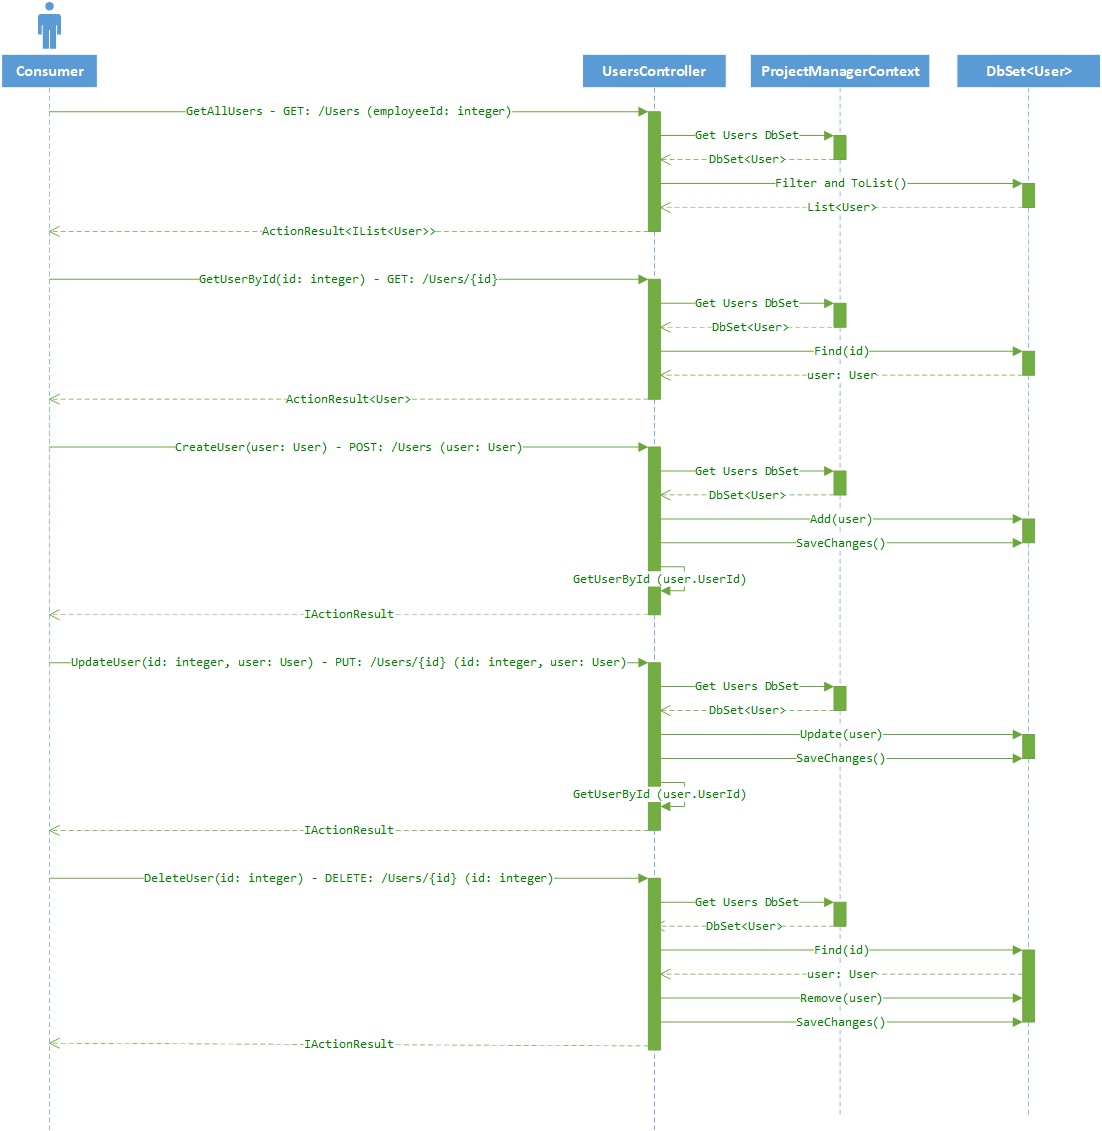 Consumer
UsersController
ProjectManagerContext
DbSet<User>
GetAllUsers - GET: /Users (employeeId: integer)
Get Users DbSet
DbSet<User>
Filter and ToList()
List<User>
ActionResult<IList<User>>
GetUserById(id: integer) - GET: /Users/{id}
Get Users DbSet
DbSet<User>
Find(id)
user: User
ActionResult<User>
CreateUser(user: User) - POST: /Users (user: User)
Get Users DbSet
DbSet<User>
Add(user)
SaveChanges()
GetUserById (user.UserId)
IActionResult
UpdateUser(id: integer, user: User) - PUT: /Users/{id} (id: integer, user: User)
Get Users DbSet
DbSet<User>
Update(user)
SaveChanges()
GetUserById (user.UserId)
IActionResult
DeleteUser(id: integer) - DELETE: /Users/{id} (id: integer)
Get Users DbSet
DbSet<User>
Find(id)
user: User
Remove(user)
SaveChanges()
IActionResult